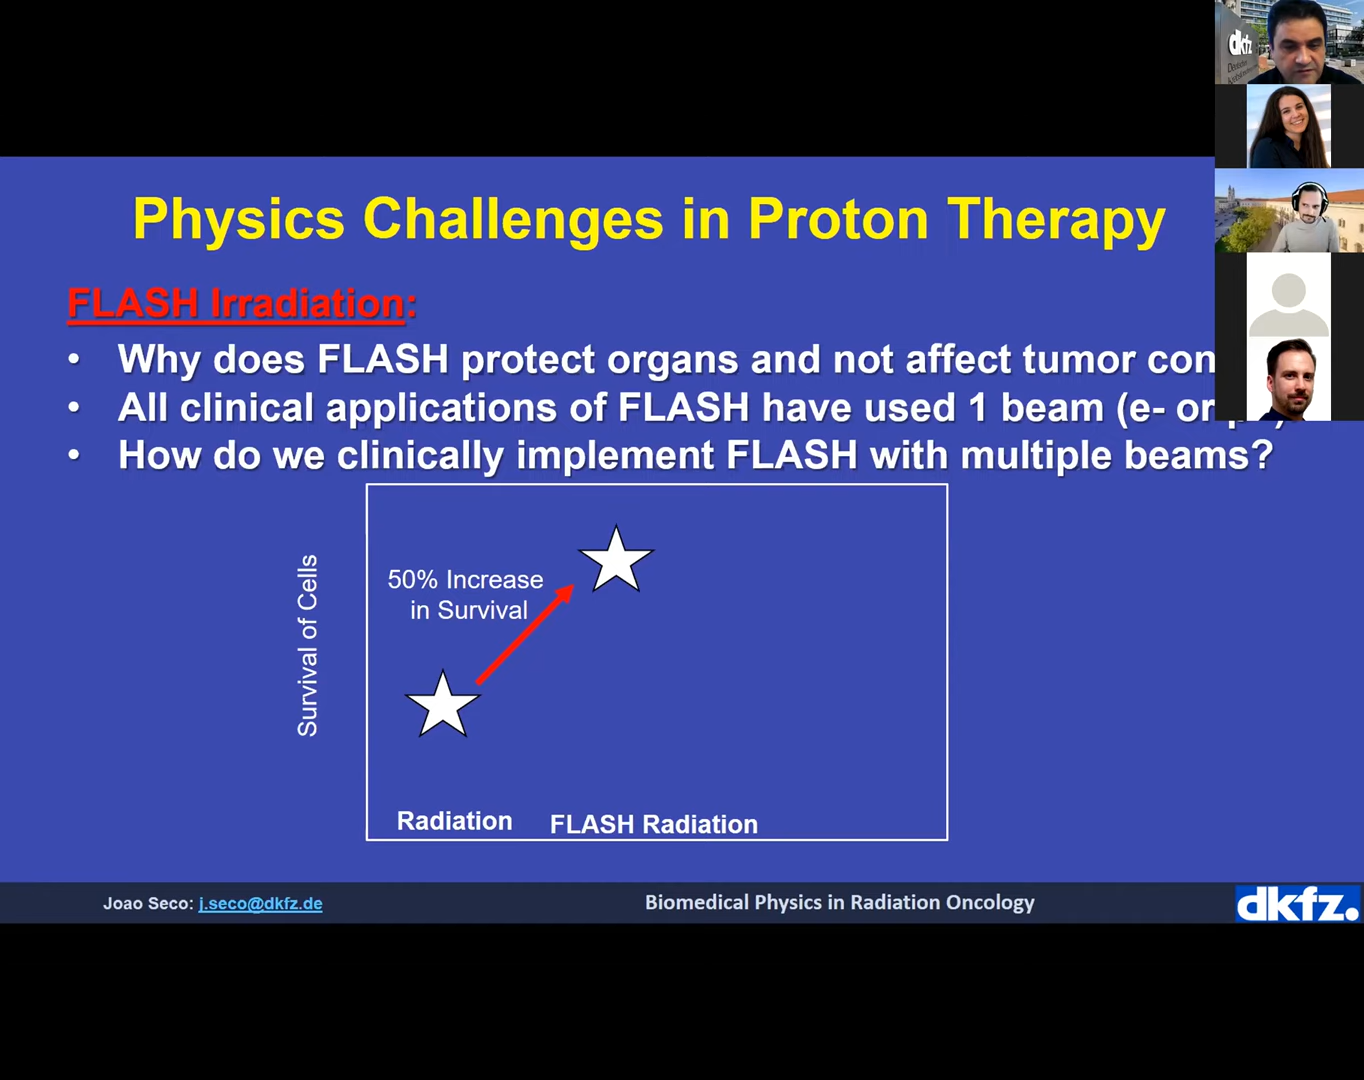 dkfz
Physics Challenges in Proton Therapy
FLASH Irradiation:
• Why does FLASH protect organs and not affect tumor con
• All clinical applications of FLASH have used 1 beam (e- or
• How do we clinically implement FLASH with multiple beams?
Survival of Cells
50% Increase
in Survival
Radiation
FLASH Radiation
Joao Seco: j.seco@dkfz.de
Biomedical Physics in Radiation Oncology
dkfz.